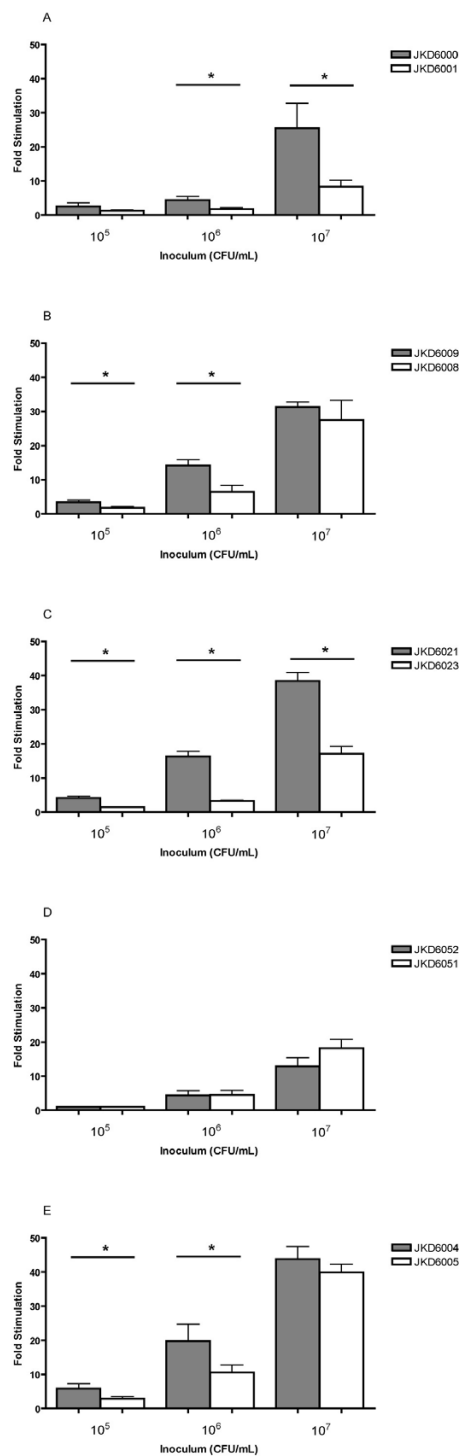 A
JKD6000
JKD6001
Fold Stimulation
50
40
30
20
10
0
*
*
10⁵
10⁶
10⁷
Inoculum (CFU/mL)
B
JKD6009
JKD6008
Fold Stimulation
50
40
30
20
10
0
*
*
10⁵
10⁶
10⁷
Inoculum (CFU/mL)
C
JKD6021
JKD6023
Fold Stimulation
50
40
30
20
10
0
*
*
*
10⁵
10⁶
10⁷
Inoculum (CFU/mL)
D
JKD6052
JKD6051
Fold Stimulation
50
40
30
20
10
0
10⁵
10⁶
10⁷
Inoculum (CFU/mL)
E
JKD6004
JKD6005
Fold Stimulation
50
40
30
20
10
0
*
*
10⁵
10⁶
10⁷
Inoculum (CFU/mL)